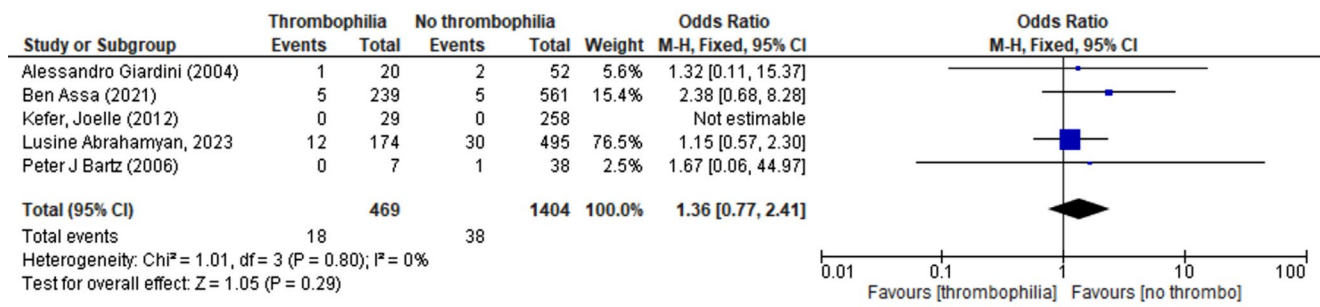 Thrombophilia No thrombophilia Odds Ratio Odds Ratio
Study or Subgroup Events Total Events Total Weight M-H, Fixed, 95% CI M-H, Fixed, 95% CI
Alessandro Giardini (2004) 1 20 2 52 5.6% 1.32 [0.11, 15.37]
Ben Assa (2021) 5 239 5 561 15.4% 2.38 [0.68, 8.28]
Kefer, Joelle (2012) 0 29 0 258 Not estimable
Lusine Abrahamyan, 2023 12 174 30 495 76.5% 1.15 [0.57, 2.30]
Peter J Bartz (2006) 0 7 1 38 2.5% 1.67 [0.06, 44.97]
Total (95% CI) 469 1404 100.0% 1.36 [0.77, 2.41]
Total events 18 38
Heterogeneity: Chi² = 1.01, df = 3 (P = 0.80); I² = 0%
Test for overall effect: Z = 1.05 (P = 0.29)
0.01 0.1 1 10 100
Favours [thrombophilia] Favours [no thrombo]